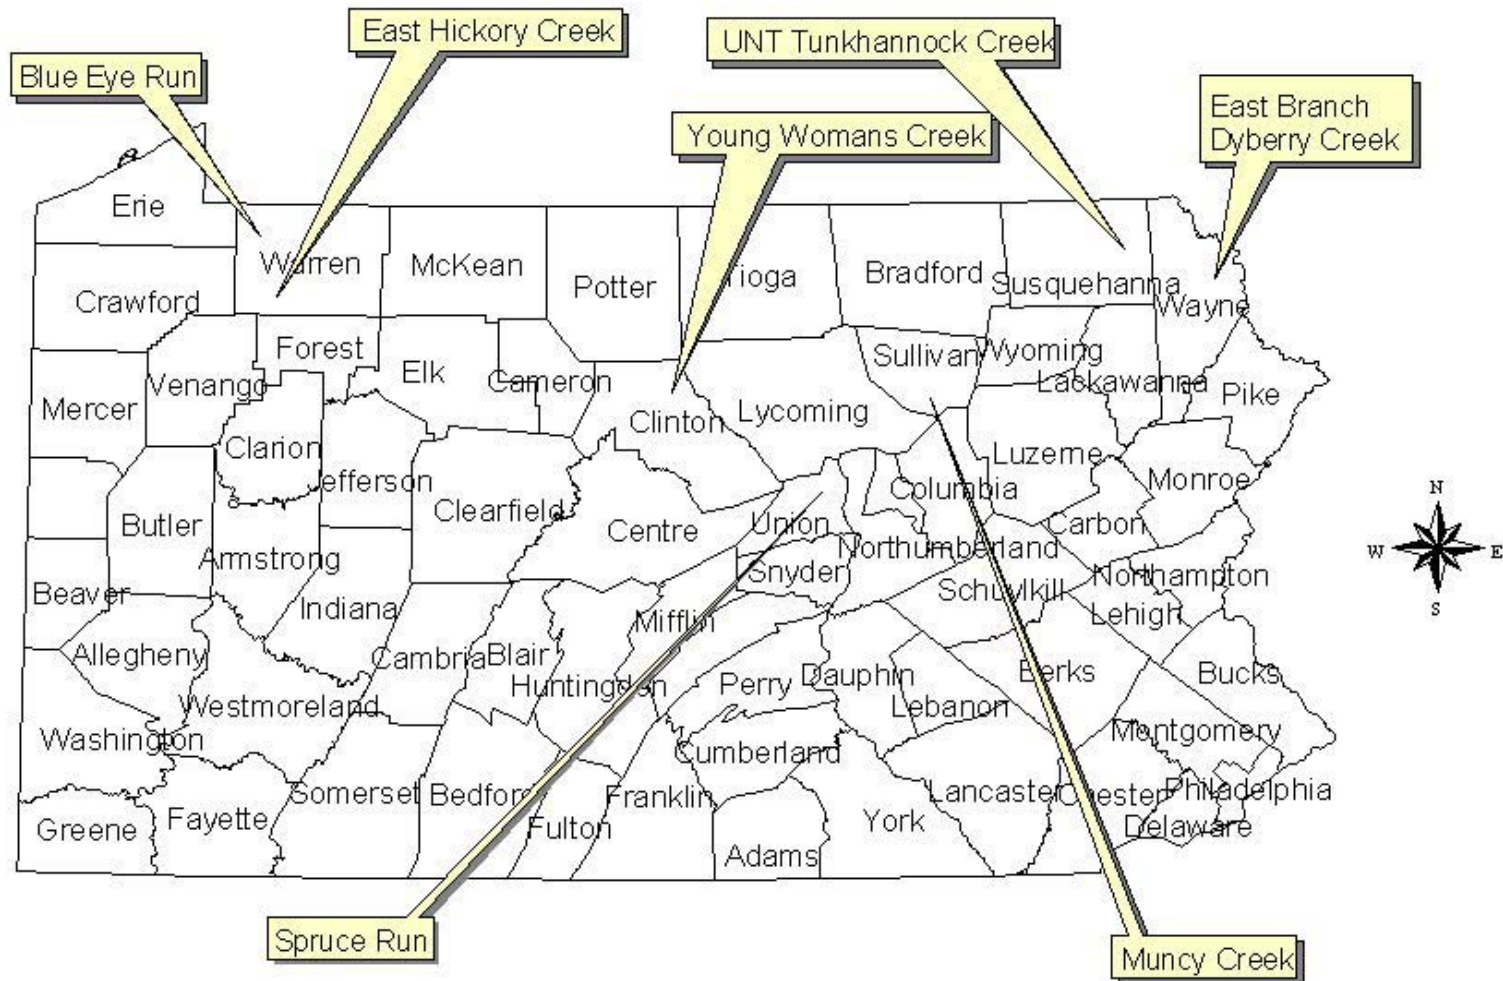 East Hickory Creek
UNT Tunkhannock Creek
Blue Eye Run
East Branch
Dyberry Creek
Young Womans Creek
Erie
Warren
McKean
Potter
Tioga
Bradford
Susquehanna
Wayne
Crawford
Forest
Elk
Cameron
Sullivan
Wyoming
Lackawanna
Pike
Venango
Mercer
Clinton
Lycoming
Clarion
Jefferson
Luzerne
Monroe
Clearfield
Centre
Union
Columbia
Carbon
Butler
Armstrong
Northumberland
Snyder
Northampton
Beaver
Indiana
Mifflin
Schuylkill
Lehigh
Allegheny
Cambria
Blair
Huntingdon
Perry
Dauphin
Lebanon
Berks
Bucks
Westmoreland
Washington
Cumberland
Montgomery
Somerset
Bedford
Franklin
Lancaster
Chester
Philadelphia
Greene
Fayette
Fulton
Adams
York
Delaware
N
W
E
S
Spruce Run
Muncy Creek